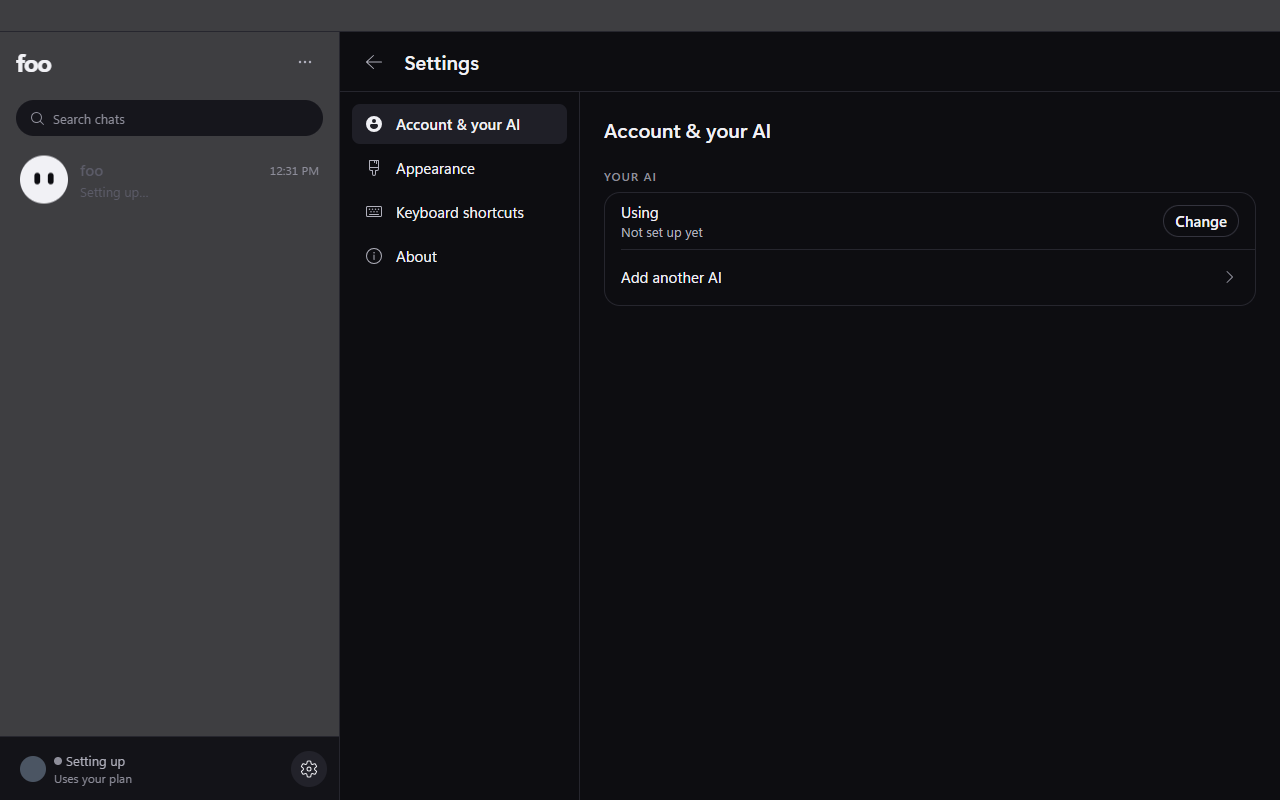 foo
Search chats
foo
12:31 PM
Setting up...
Setting up
Uses your plan
Settings
Account & your AI
Appearance
Keyboard shortcuts
About
Account & your AI
YOUR AI
Using
Not set up yet
Change
Add another AI